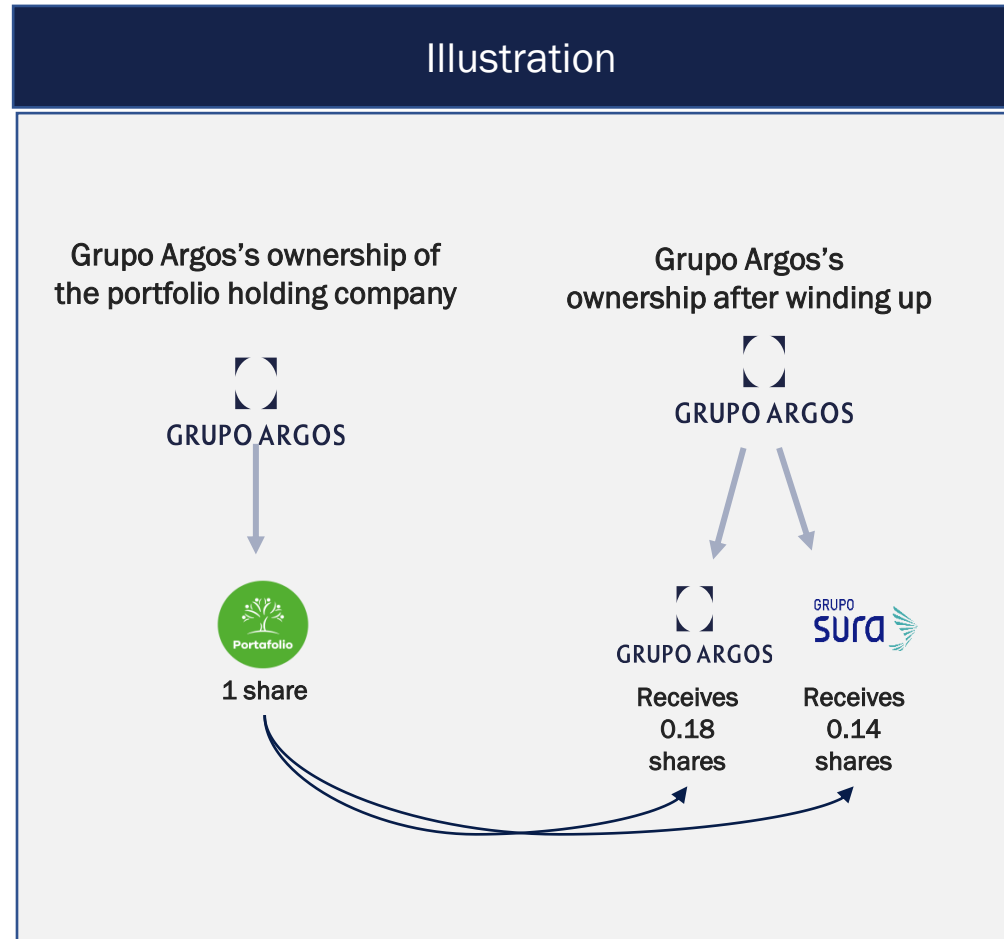 Illustration
Grupo Argos's ownership of
the portfolio holding company
GRUPO ARGOS
Portafolio
1 share
Grupo Argos's
ownership after winding up
GRUPO ARGOS
GRUPO ARGOS
Receives
0.18
shares
GRUPO
sura
Receives
0.14
shares